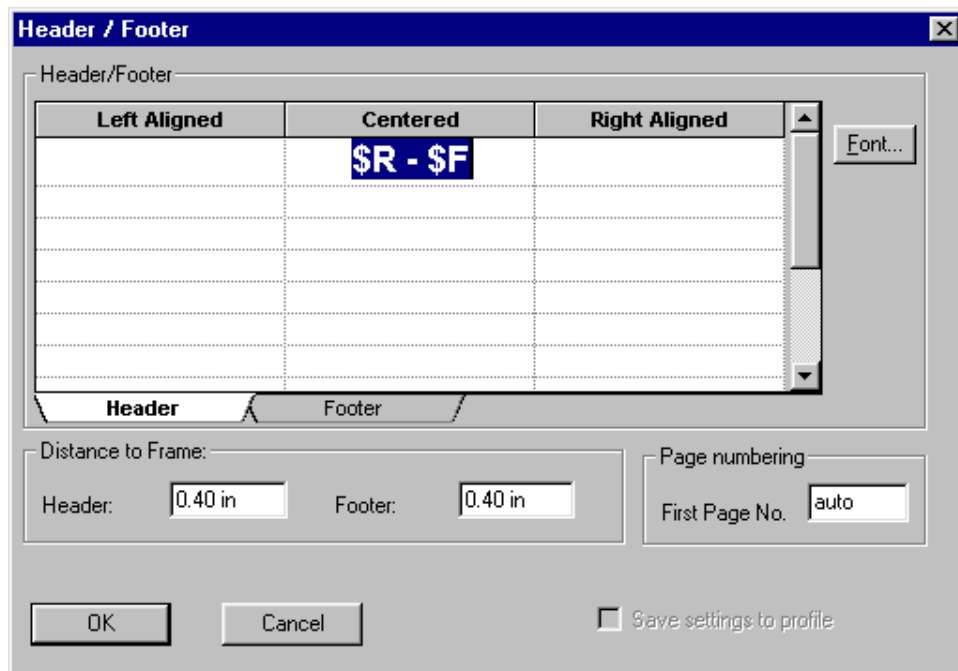 Header / Footer
Header/Footer
Left Aligned Centered Right Aligned
$R - $F
Font...
Header Footer
Distance to Frame:
Header: 0.40 in Footer: 0.40 in
Page numbering
First Page No. auto
OK Cancel
Save settings to profile